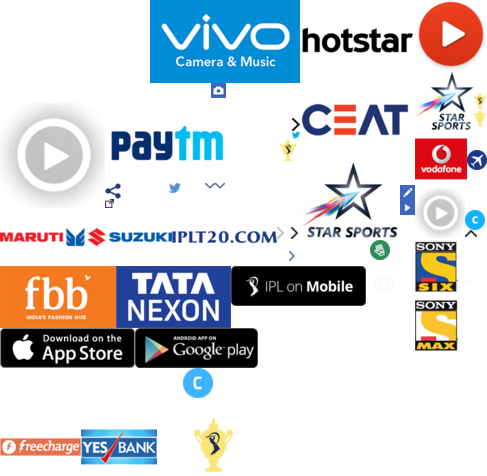 vivo
Camera & Music
hotstar
STAR
SPORTS
CEAT
paytm
vodafone
STAR SPORTS
MARUTI SUZUKI
IPLT20.COM
C
SONY
SIX
fbb
INDIA'S FASHION HUB
TATA
NEXON
IPL on Mobile
SONY
MAX
Download on the
App Store
ANDROID APP ON
Google play
C
freecharge
YES BANK